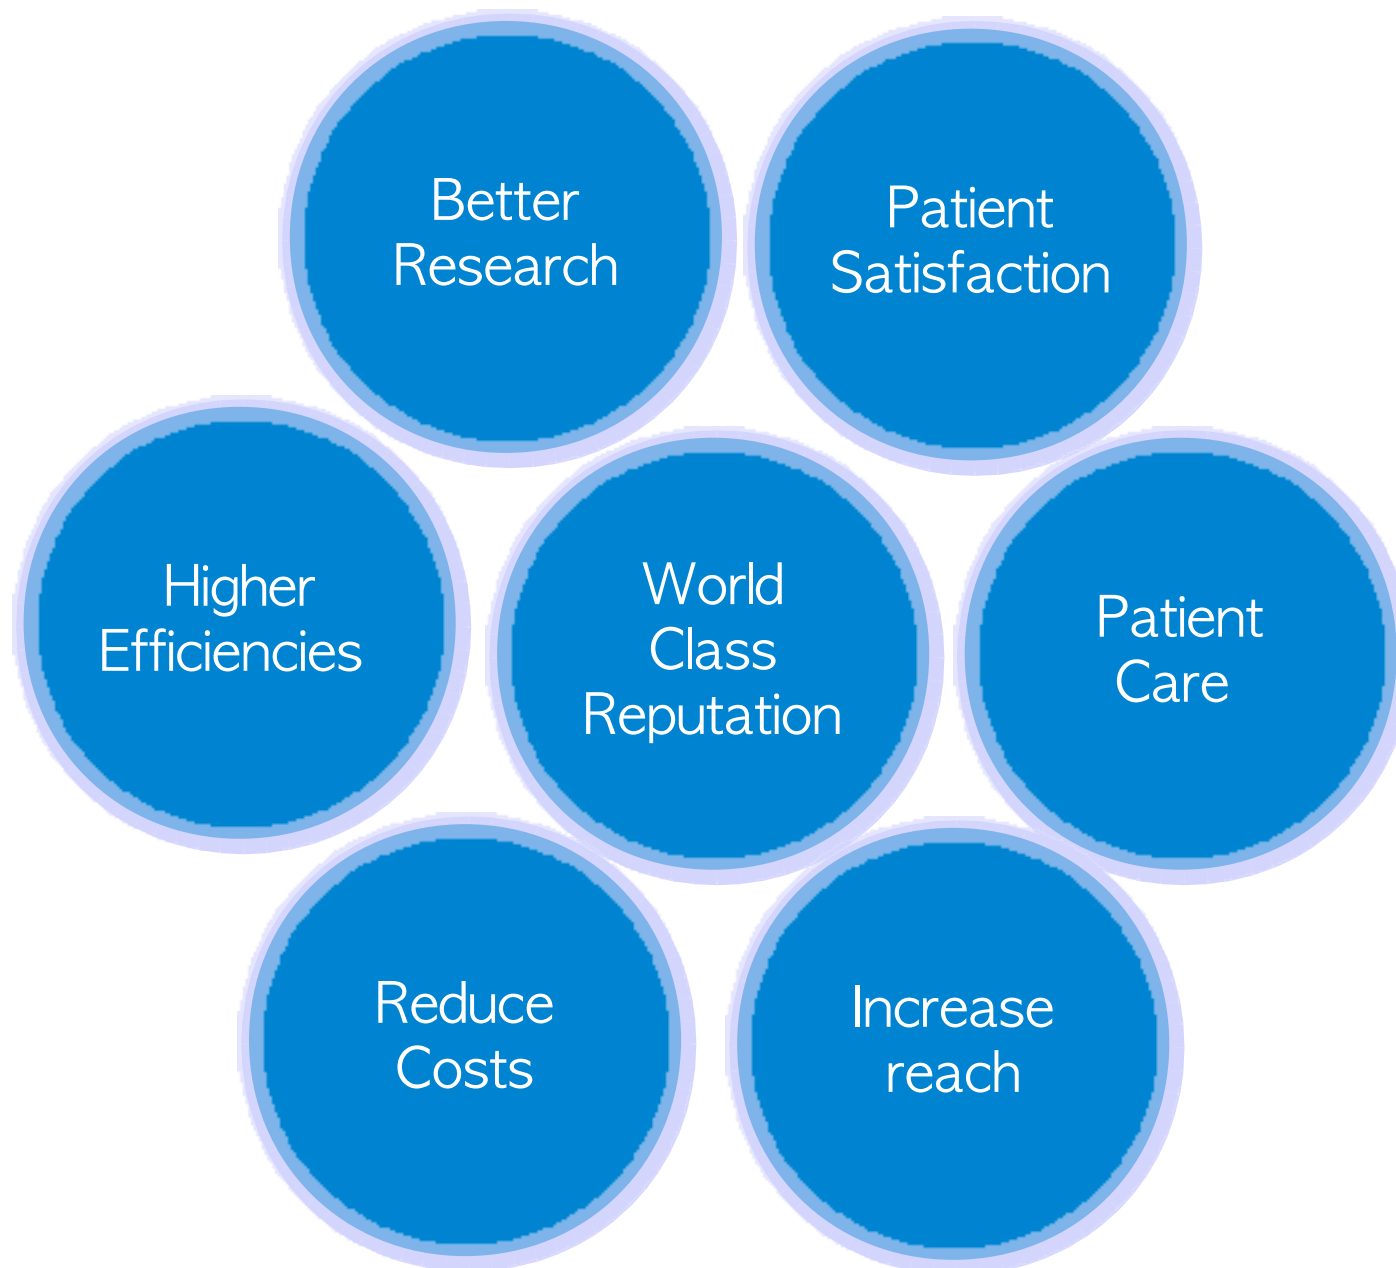 Better
Research
Patient
Satisfaction
Higher
Efficiencies
World
Class
Reputation
Patient
Care
Reduce
Costs
Increase
reach